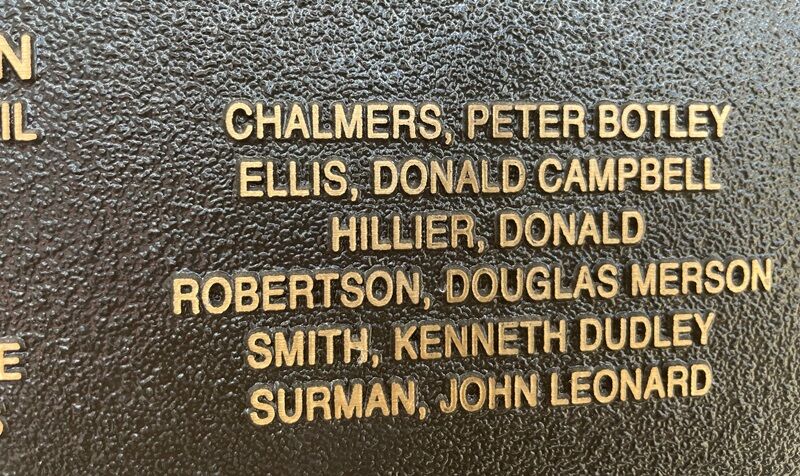 CHALMERS, PETER BOTLEY
ELLIS, DONALD CAMPBELL
HILLIER, DONALD
ROBERTSON, DOUGLAS MERSON
SMITH, KENNETH DUDLEY
SURMAN, JOHN LEONARD